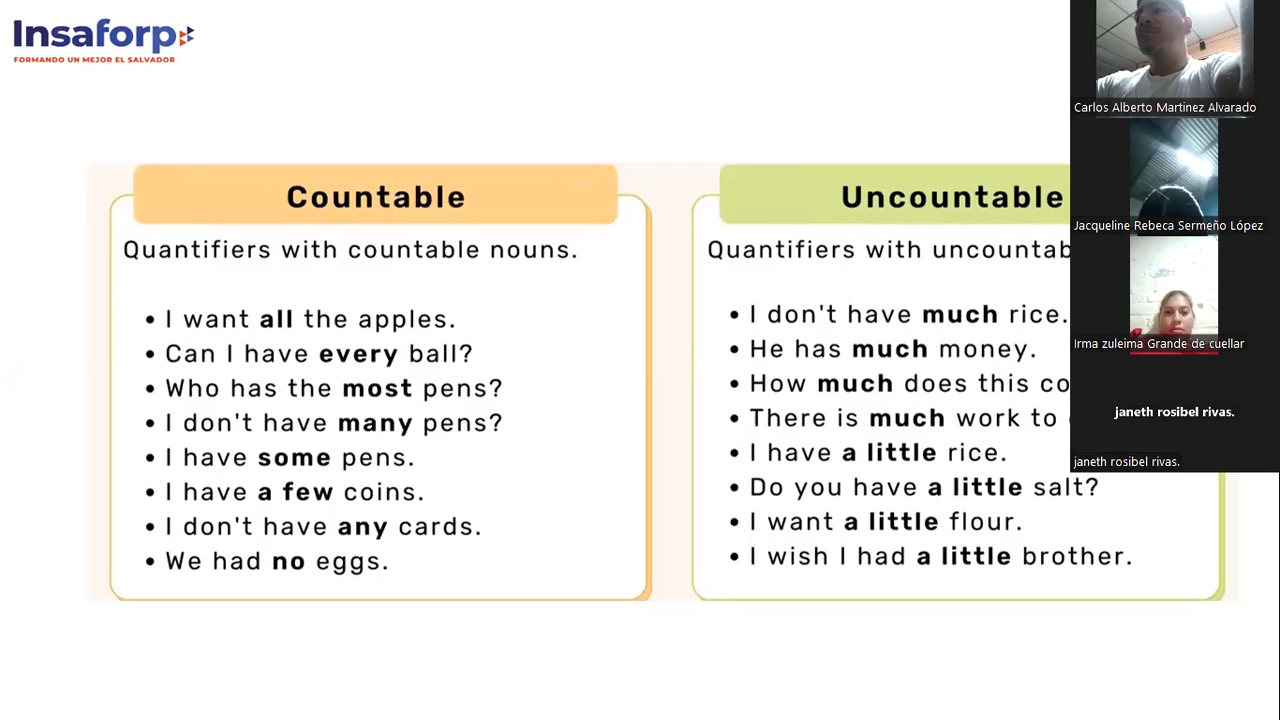 Insaforp
FORMANDO UN MEJOR EL SALVADOR
Countable
Quantifiers with countable nouns.
• I want all the apples.
• Can I have every ball?
• Who has the most pens?
• I don't have many pens?
• I have some pens.
• I have a few coins.
• I don't have any cards.
• We had no eggs.
Uncountable
Quantifiers with
• I don't have much rice.
• He has much money.
• How much does this
• There is much work to
• I have a little rice.
• Do you have a little salt?
• I want a little flour.
• I wish I had a little brother.
Carlos Alberto Martinez Alvarado
Jacqueline Rebeca Sermeño López
Irma zuleima Grande de cuellar
janeth rosibel rivas.
janeth rosibel rivas.